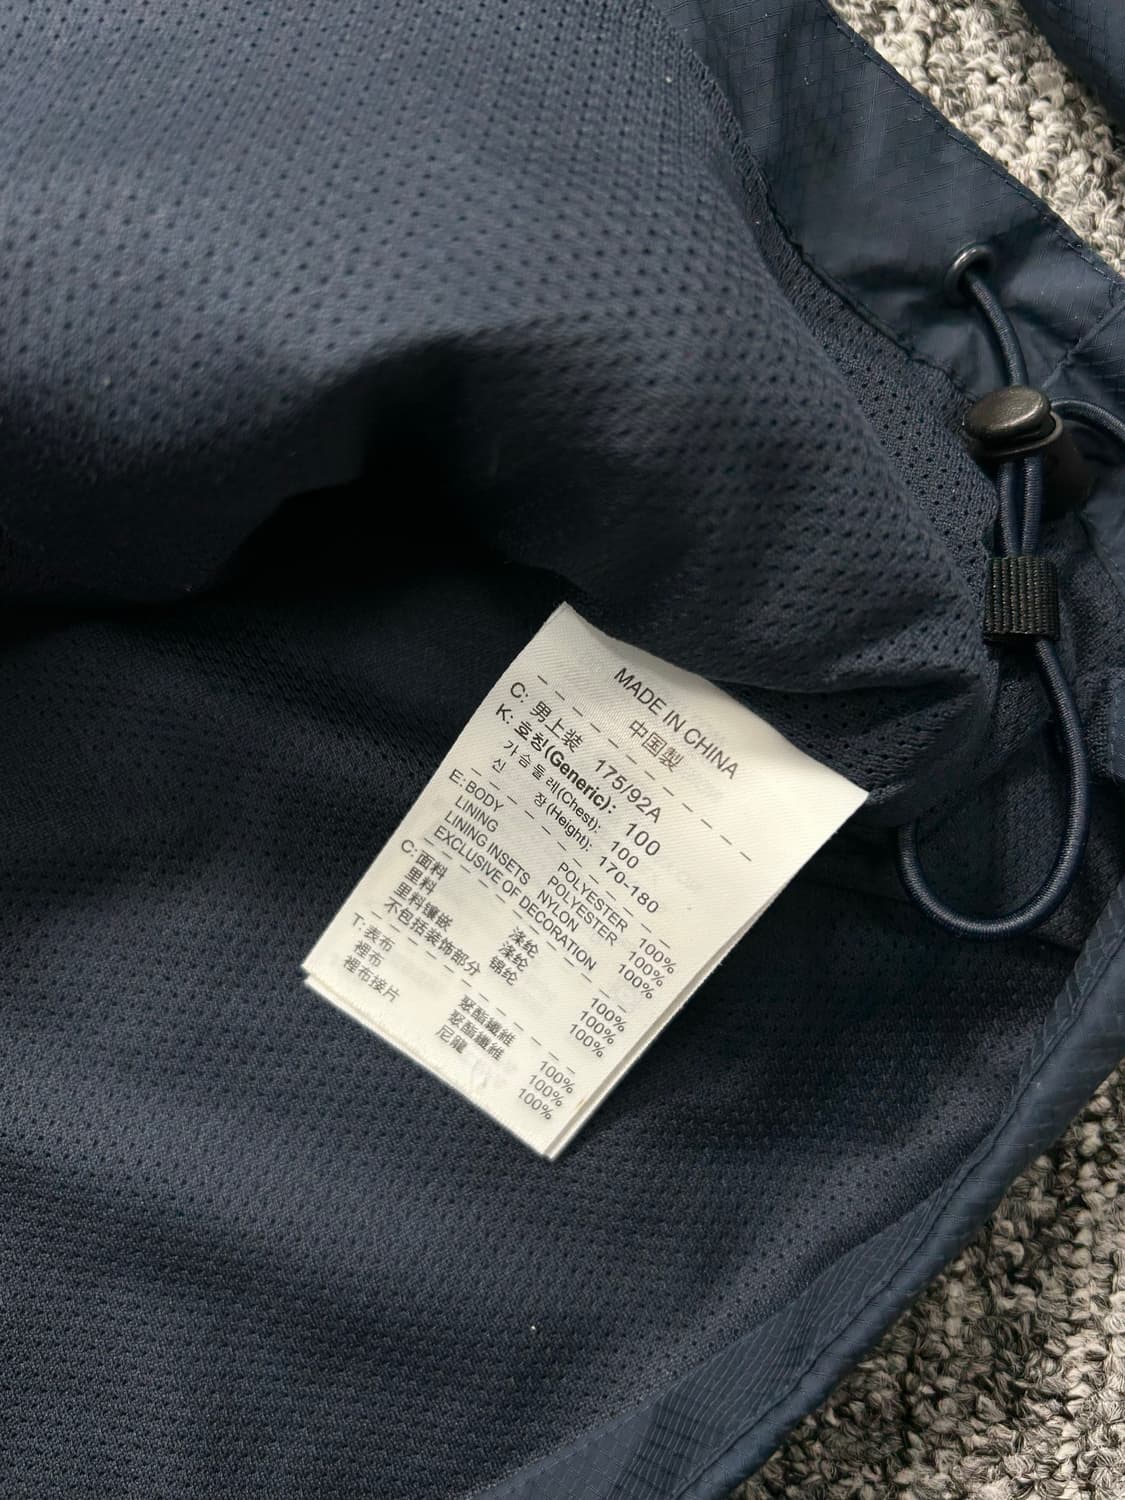 MADE IN CHINA
中国製
C: 男上装 175/92A
K: 호칭(Generic): 100
가슴둘레(Chest): 100
신 장(Height): 170-180
E: BODY POLYESTER 100%
LINING POLYESTER 100%
LINING INSETS NYLON 100%
EXCLUSIVE OF DECORATION
C: 面料 涤纶 100%
里料 涤纶 100%
里料镶嵌 锦纶 100%
不包括装饰部分
T: 表布 聚酯纖維 100%
裡布 聚酯纖維 100%
裡布接片 尼龍 100%